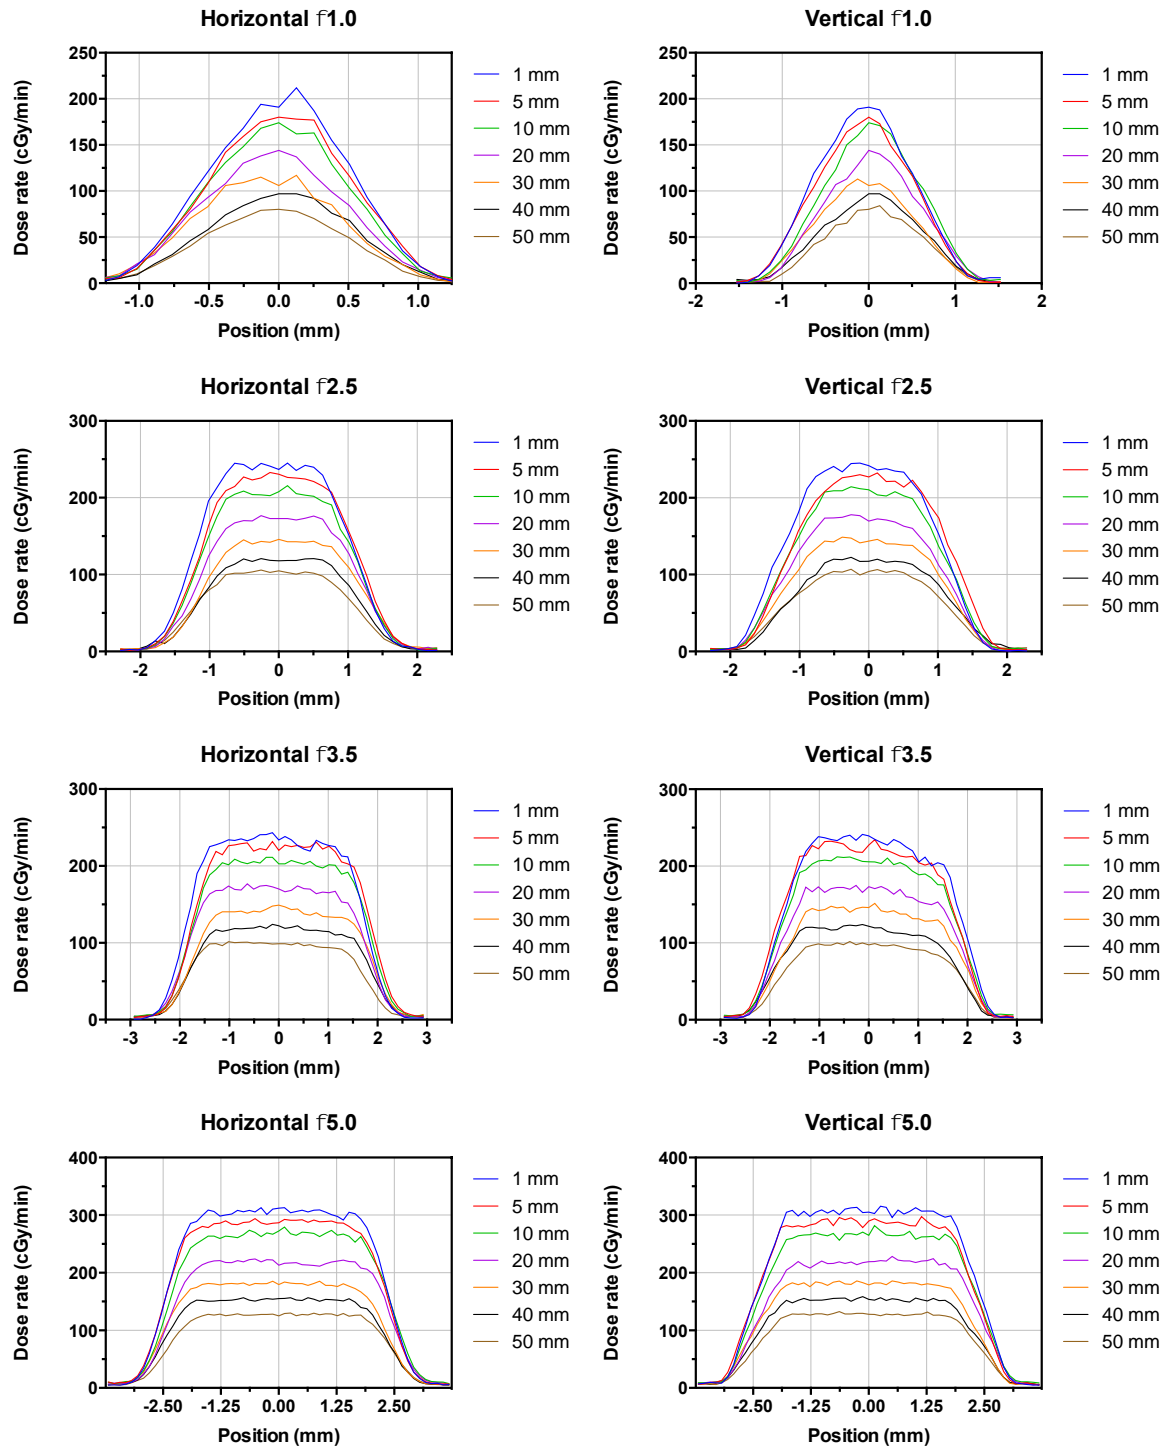 Horizontal f1.0
Dose rate (cGy/min)
250
200
150
100
50
0
-1.0 -0.5 0.0 0.5 1.0
Position (mm)
1 mm
5 mm
10 mm
20 mm
30 mm
40 mm
50 mm
Vertical f1.0
Dose rate (cGy/min)
250
200
150
100
50
0
-2 -1 0 1 2
Position (mm)
1 mm
5 mm
10 mm
20 mm
30 mm
40 mm
50 mm
Horizontal f2.5
Dose rate (cGy/min)
300
200
100
0
-2 -1 0 1 2
Position (mm)
1 mm
5 mm
10 mm
20 mm
30 mm
40 mm
50 mm
Vertical f2.5
Dose rate (cGy/min)
300
200
100
0
-2 -1 0 1 2
Position (mm)
1 mm
5 mm
10 mm
20 mm
30 mm
40 mm
50 mm
Horizontal f3.5
Dose rate (cGy/min)
300
200
100
0
-3 -2 -1 0 1 2 3
Position (mm)
1 mm
5 mm
10 mm
20 mm
30 mm
40 mm
50 mm
Vertical f3.5
Dose rate (cGy/min)
300
200
100
0
-3 -2 -1 0 1 2 3
Position (mm)
1 mm
5 mm
10 mm
20 mm
30 mm
40 mm
50 mm
Horizontal f5.0
Dose rate (cGy/min)
400
300
200
100
0
-2.50 -1.25 0.00 1.25 2.50
Position (mm)
1 mm
5 mm
10 mm
20 mm
30 mm
40 mm
50 mm
Vertical f5.0
Dose rate (cGy/min)
400
300
200
100
0
-2.50 -1.25 0.00 1.25 2.50
Position (mm)
1 mm
5 mm
10 mm
20 mm
30 mm
40 mm
50 mm